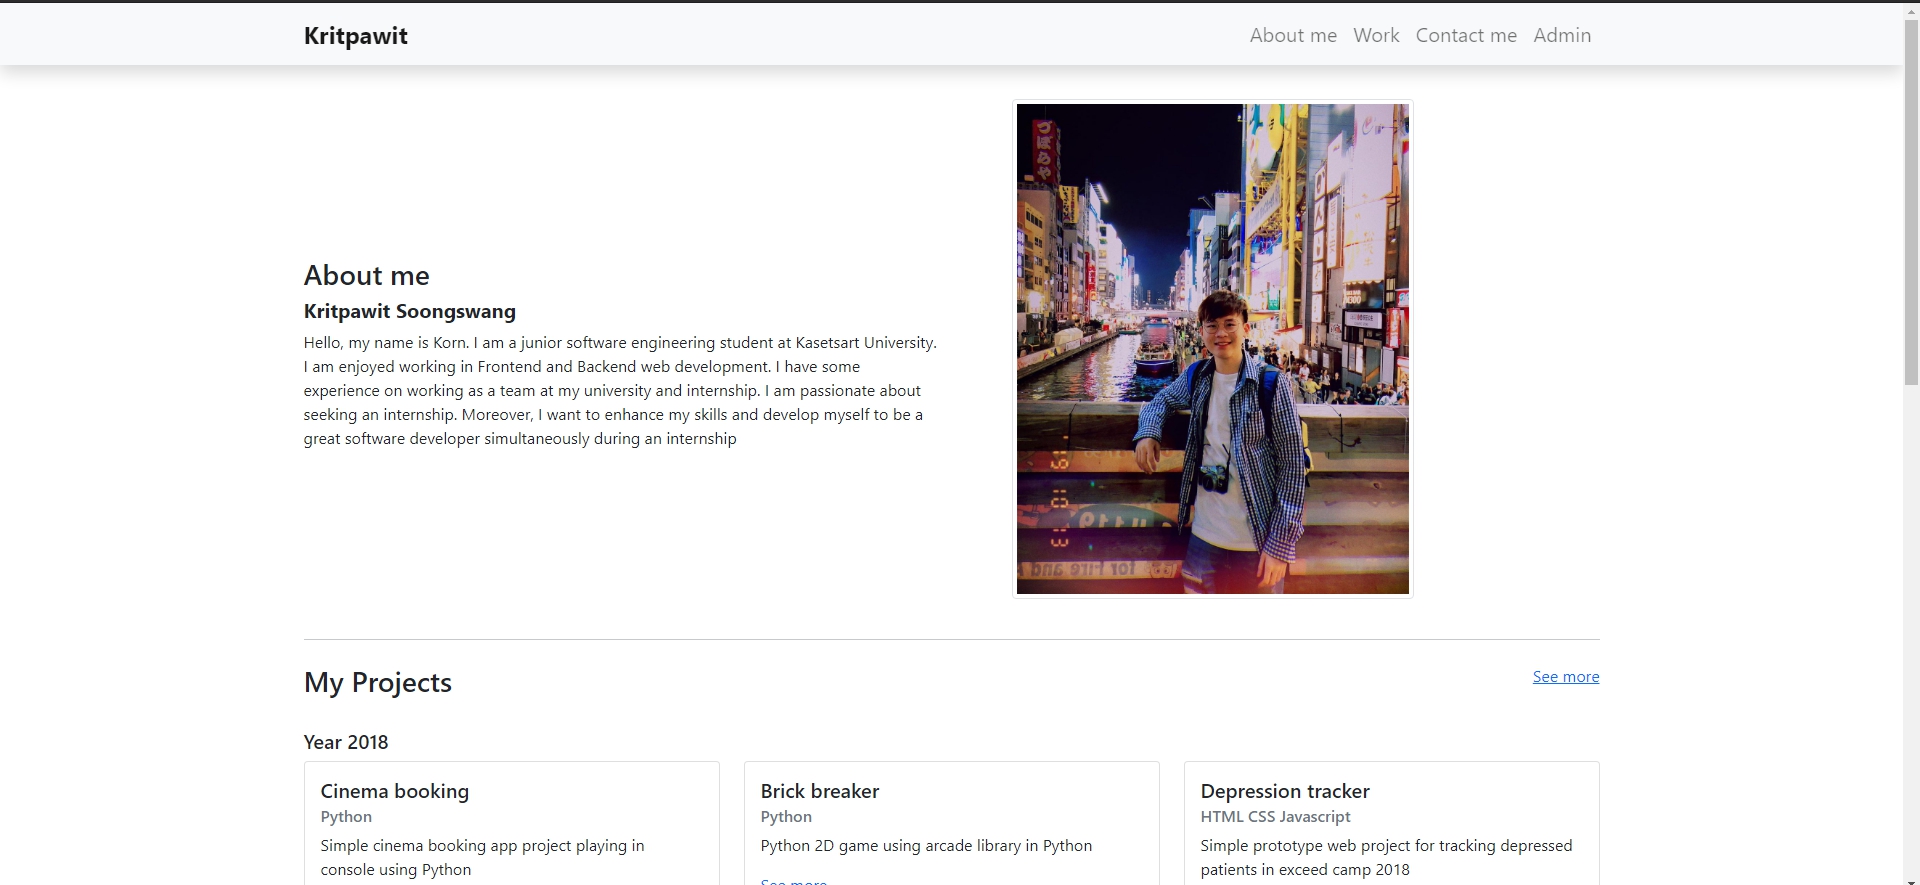 Kritpawit
About me Work Contact me Admin
About me
Kritpawit Soongswang
Hello, my name is Korn. I am a junior software engineering student at Kasetsart University.
I am enjoyed working in Frontend and Backend web development. I have some
experience on working as a team at my university and internship. I am passionate about
seeking an internship. Moreover, I want to enhance my skills and develop myself to be a
great software developer simultaneously during an internship
つぼらや
My Projects
See more
Year 2018
Cinema booking
Python
Simple cinema booking app project playing in
console using Python
Brick breaker
Python
Python 2D game using arcade library in Python
See more
Depression tracker
HTML CSS Javascript
Simple prototype web project for tracking depressed
patients in exceed camp 2018